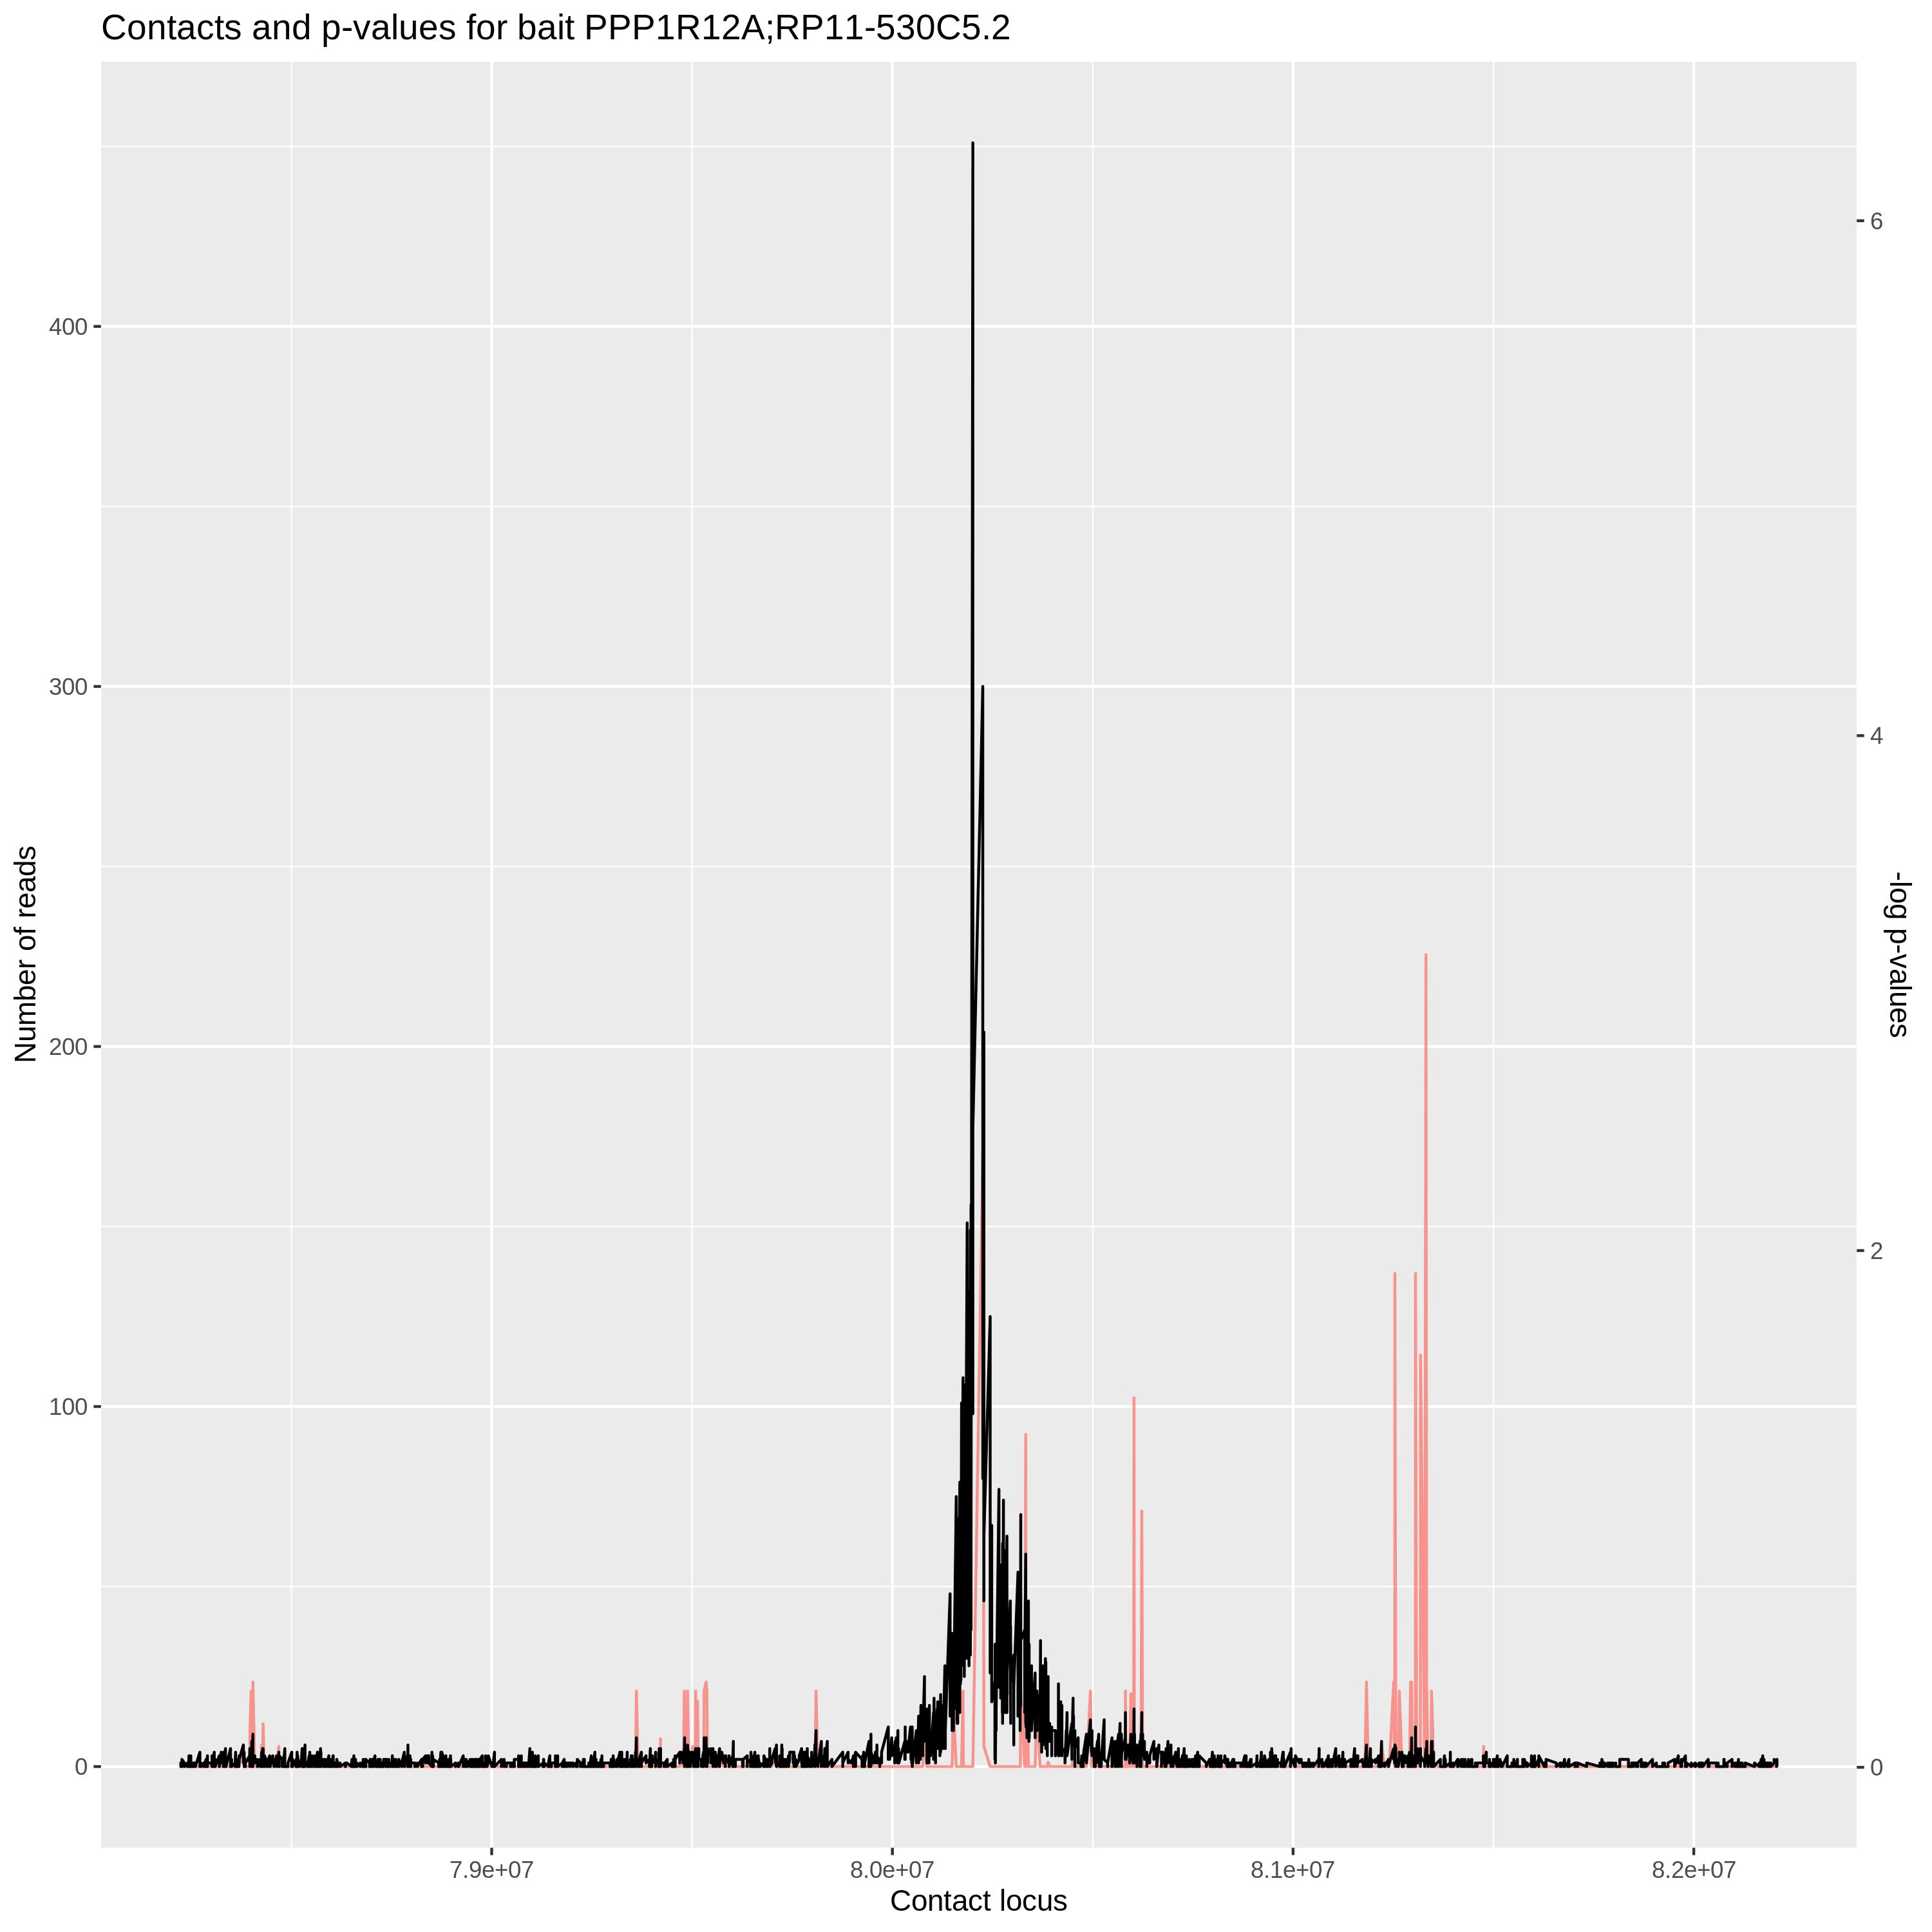 Contacts and p-values for bait PPP1R12A;RP11-530C5.2
400
300
200
100
0
Number of reads
6
4
2
0
-log p-values
7.9e+07
8.0e+07
8.1e+07
8.2e+07
Contact locus